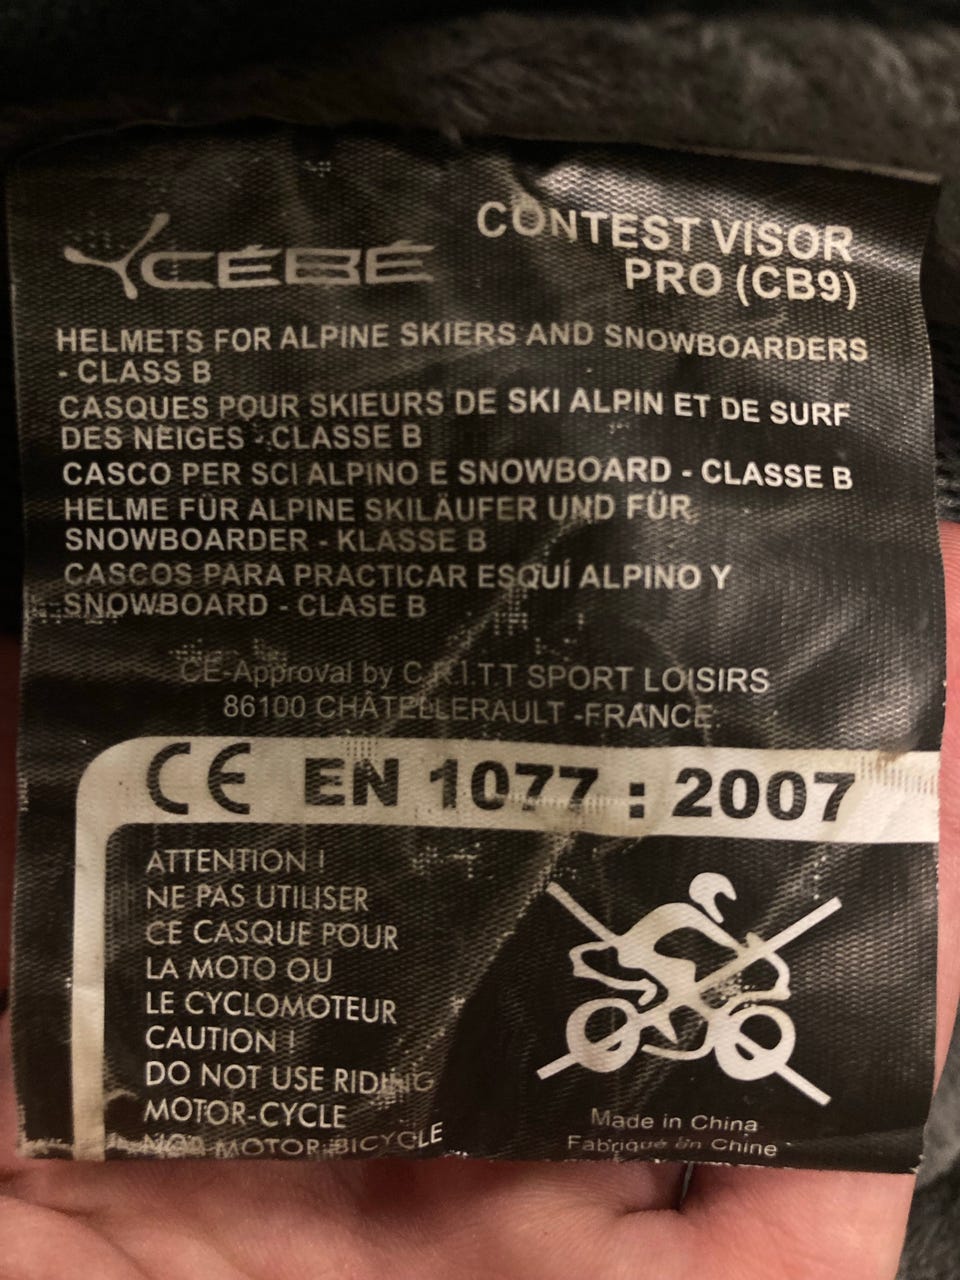 CÉBÉ
CONTEST VISOR
PRO (CB9)
HELMETS FOR ALPINE SKIERS AND SNOWBOARDERS
- CLASS B
CASQUES POUR SKIEURS DE SKI ALPIN ET DE SURF
DES NEIGES - CLASSE B
CASCO PER SCI ALPINO E SNOWBOARD - CLASSE B
HELME FÜR ALPINE SKILÄUFER UND FÜR
SNOWBOARDER - KLASSE B
CASCOS PARA PRACTICAR ESQUÍ ALPINO Y
SNOWBOARD - CLASE B
CE-Approval by C.R.I.T.T SPORT LOISIRS
86100 CHÂTELLERAULT -FRANCE.
CE EN 1077 : 2007
ATTENTION !
NE PAS UTILISER
CE CASQUE POUR
LA MOTO OU
LE CYCLOMOTEUR
CAUTION !
DO NOT USE RIDING
MOTOR-CYCLE
NOR MOTOR-BICYCLE
Made in China
Fabriqué en Chine